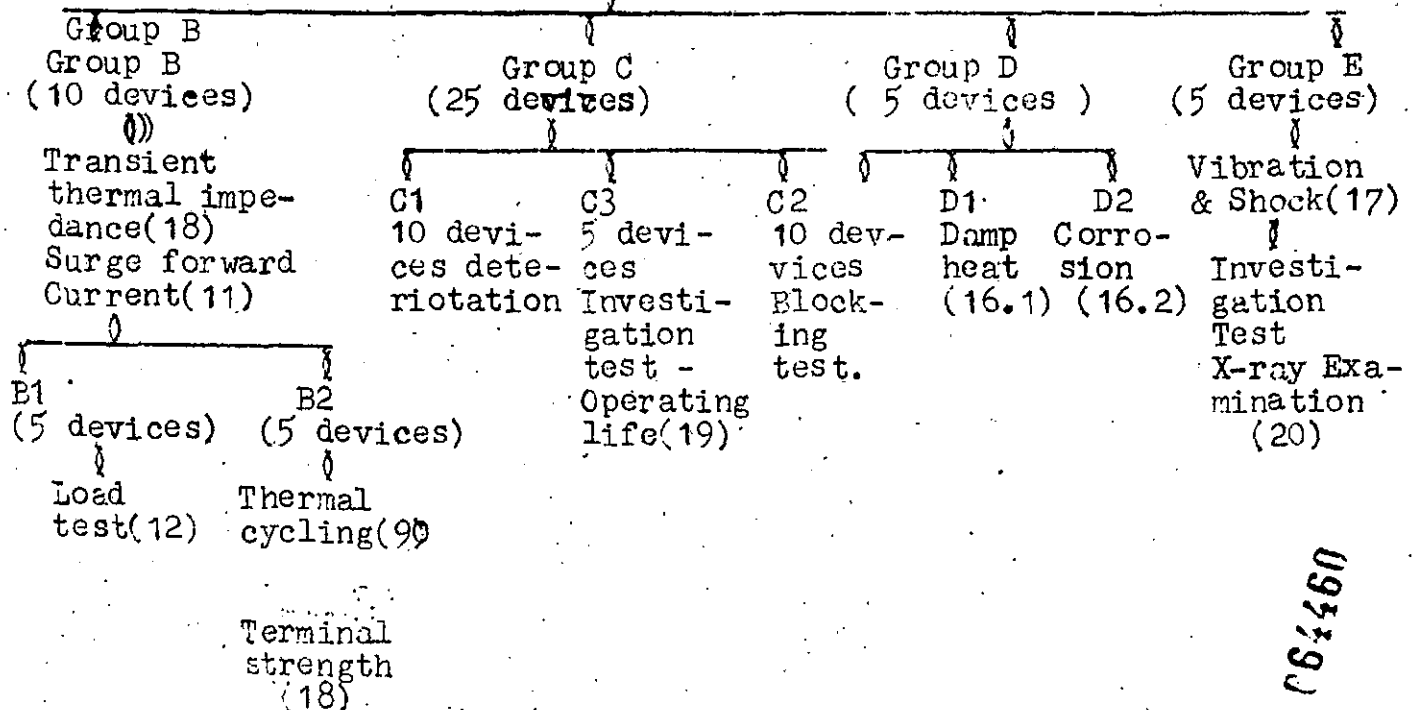 Group B
Group B
(10 devices)
Transient
thermal impe-
dance(18)
Surge forward
Current(11)
B1
(5 devices)
Load
test(12)
B2
(5 devices)
Thermal
cycling(90
Terminal
strength
(18)
Group C
(25 devices)
C1
10 devi-
ces dete-
riotation
C3
5 devi-
ces
Investi-
gation
test -
Operating
life(19)
C2
10 dev-
vices
Block-
ing
test.
Group D
( 5 devices )
D1
Damp
heat
(16.1)
D2
Corro-
sion
(16.2)
Group E
(5 devices)
Vibration
& Shock(17)
Investi-
gation
Test
X-ray Exa-
mination
(20)